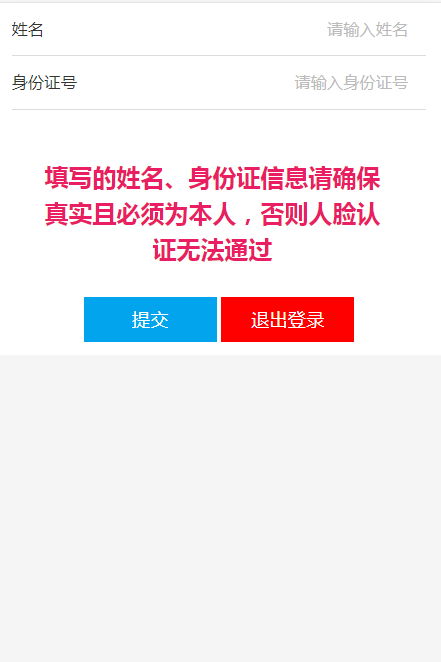 姓名 请输入姓名
身份证号 请输入身份证号
填写的姓名、身份证信息请确保
真实且必须为本人，否则人脸认
证无法通过
提交 退出登录